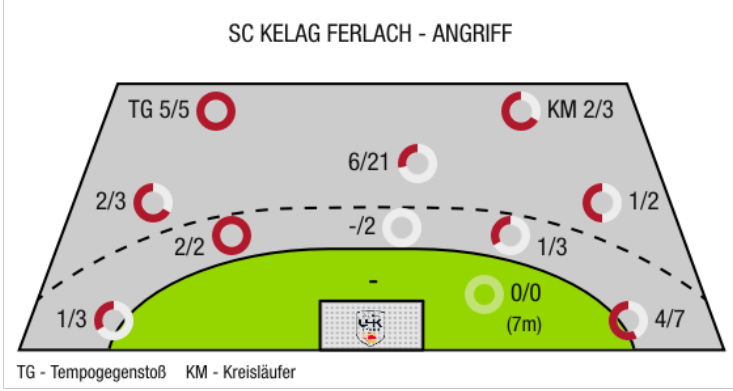 SC KELAG FERLACH - ANGRIFF
TG 5/5
KM 2/3
6/21
2/3
1/2
-/2
2/2
1/3
-
0/0
(7m)
1/3
4/7
TG - Tempogegenstoß KM - Kreisläufer